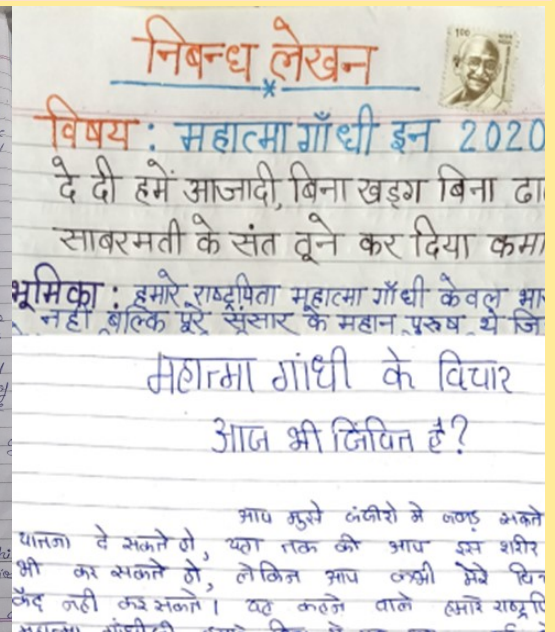 निबन्ध लेखन
विषय : महात्मा गाँधी इन 2020
दे दी हमें आजादी, बिना खड्ग बिना ढा
साबरमती के संत तूने कर दिया कमा
भूमिका : हमारे राष्ट्रपिता महात्मा गाँधी केवल भार
नहीं बल्कि पूरे संसार के महान पुरुष थे जि
महात्मा गांधी के विचार
आज भी जिंवित है?
आप मुझे जंजीरो मे जकड़ सकते
यातना दे सकते हो, यहा तक की आप इस शरीर
भी कर सकते हो, लेकिन आप कभी मेरे विच
कैद नही कर सकते। यह कहने वाले हमारे राष्ट्रपि